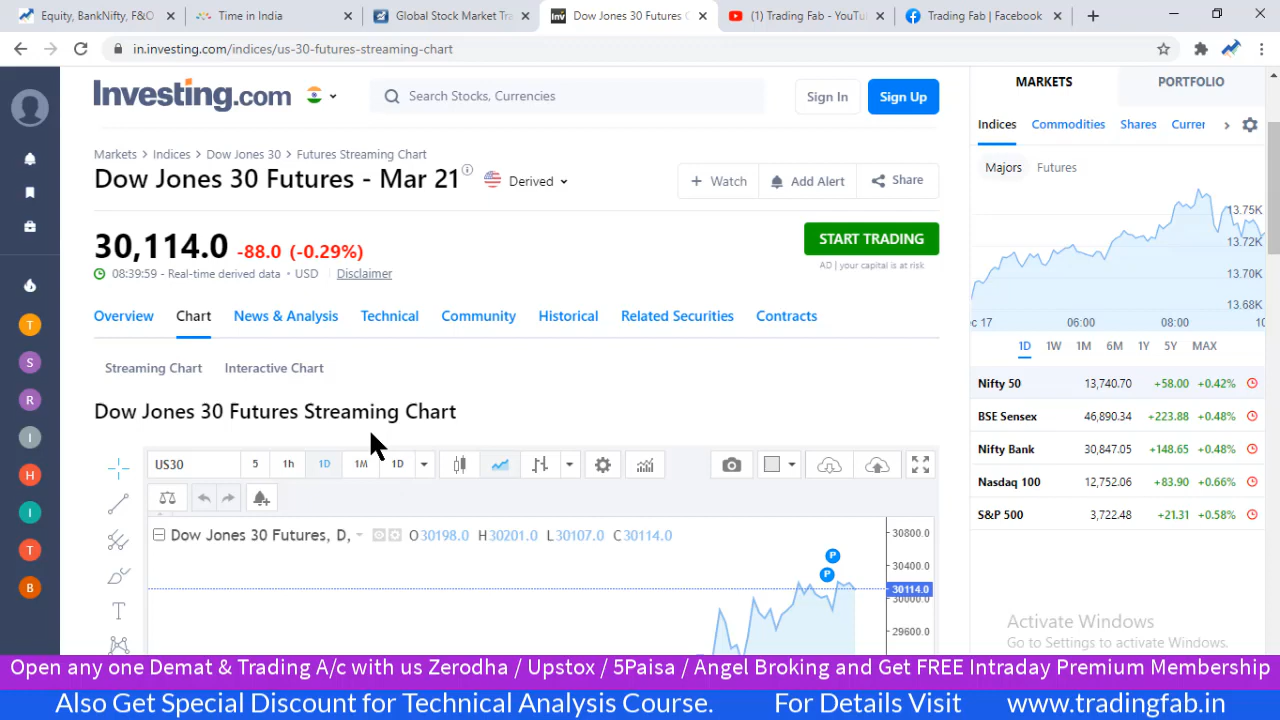 Equity, BankNifty, F&O
Time in India
Global Stock Market Tra
Inv Dow Jones 30 Futures C
(1) Trading Fab - YouTu
Trading Fab | Facebook
in.investing.com/indices/us-30-futures-streaming-chart
Investing.com
Search Stocks, Currencies
Sign In
Sign Up
Markets > Indices > Dow Jones 30 > Futures Streaming Chart
Dow Jones 30 Futures - Mar 21
Derived
+ Watch
Add Alert
Share
30,114.0 -88.0 (-0.29%)
08:39:59 - Real-time derived data • USD Disclaimer
START TRADING
AD | your capital is at risk
Overview Chart News & Analysis Technical Community Historical Related Securities Contracts
Streaming Chart Interactive Chart
Dow Jones 30 Futures Streaming Chart
US30 5 1h 1D 1M 1D
Dow Jones 30 Futures, D, O30198.0 H30201.0 L30107.0 C30114.0
P
P
30800.0
30400.0
30114.0
30000.0
29600.0
T
S
R
I
H
I
T
B
MARKETS PORTFOLIO
Indices Commodities Shares Curren
Majors Futures
13.75K
13.72K
13.70K
13.68K
c 17 06:00 08:00 10
1D 1W 1M 6M 1Y 5Y MAX
Nifty 50 13,740.70 +58.00 +0.42%
BSE Sensex 46,890.34 +223.88 +0.48%
Nifty Bank 30,847.05 +148.65 +0.48%
Nasdaq 100 12,752.06 +83.90 +0.66%
S&P 500 3,722.48 +21.31 +0.58%
Activate Windows
Go to Settings to activate Windows.
Open any one Demat & Trading A/c with us Zerodha / Upstox / 5Paisa / Angel Broking and Get FREE Intraday Premium Membership
Also Get Special Discount for Technical Analysis Course. For Details Visit www.tradingfab.in